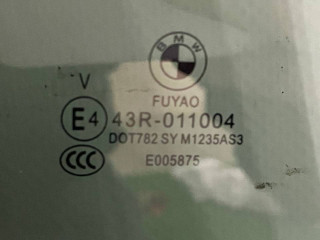 BMW
V
FUYAO
E4 43R-011004
DOT782 SY M1235AS3
CCC E005875